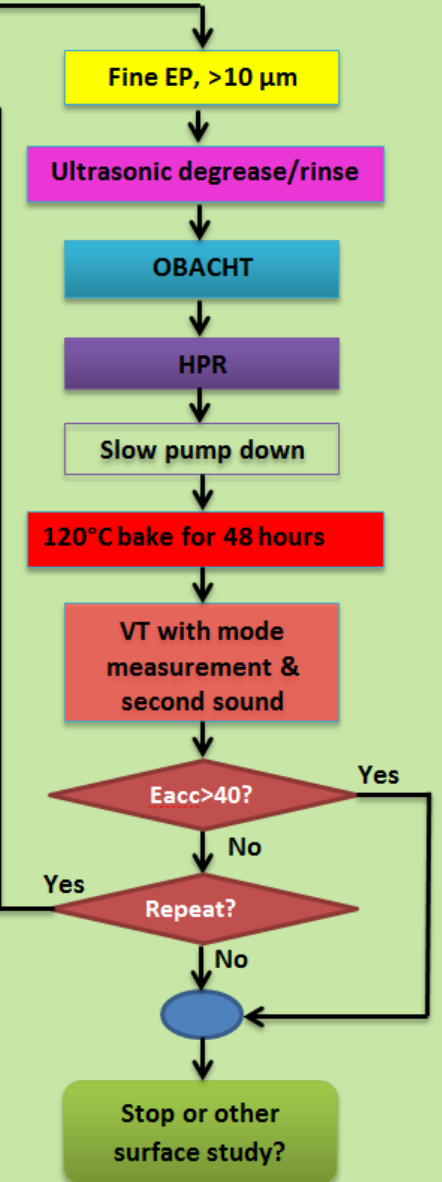 Fine EP, >10 µm
Ultrasonic degrease/rinse
OBACHT
HPR
Slow pump down
120°C bake for 48 hours
VT with mode
measurement &
second sound
Eacc>40?
Yes
No
Yes
Repeat?
No
Stop or other
surface study?